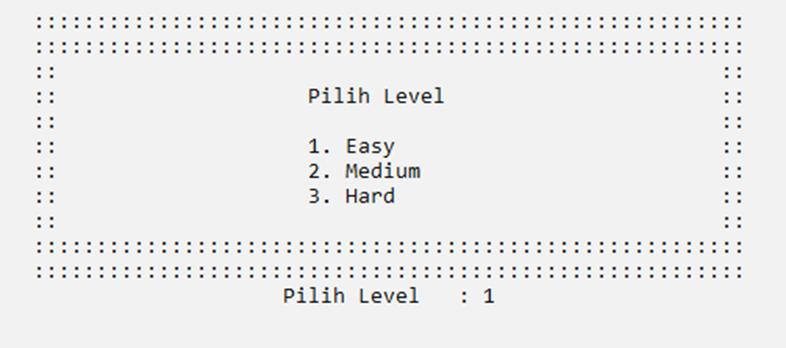 :::::::::::::::::::::::::::::::::::::::::::::::::::::::::
:::::::::::::::::::::::::::::::::::::::::::::::::::::::::
::                                                     ::
::                    Pilih Level                      ::
::                                                     ::
::                    1. Easy                          ::
::                    2. Medium                        ::
::                    3. Hard                          ::
::                                                     ::
:::::::::::::::::::::::::::::::::::::::::::::::::::::::::
:::::::::::::::::::::::::::::::::::::::::::::::::::::::::
                    Pilih Level   : 1